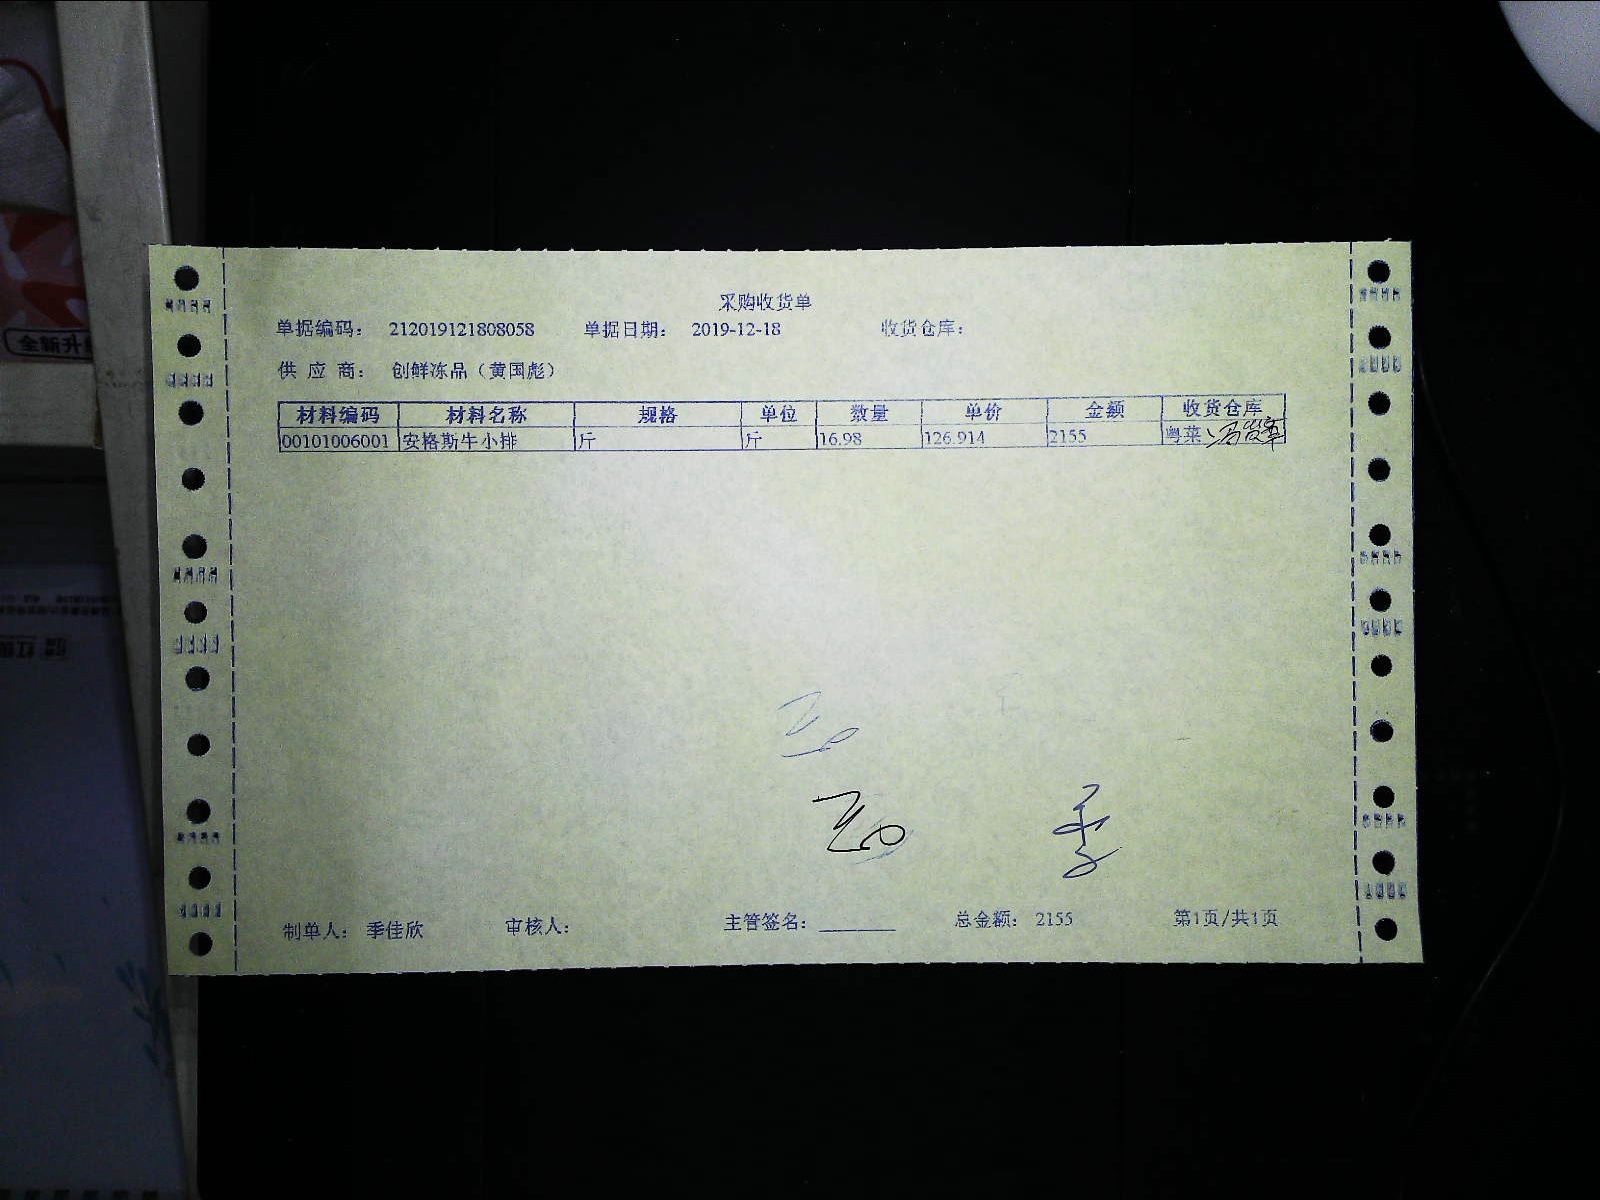 采购收货单
单据编码： 212019121808058 单据日期： 2019-12-18 收货仓库：
供应商： 创鲜冻品（黄国彪）
材料编码 材料名称 规格 单位 数量 单价 金额 收货仓库
00101006001 安格斯牛小排 斤 斤 16.98 126.914 2155 粤菜
制单人： 季佳欣 审核人： 主管签名： 总金额： 2155 第1页/共1页
全新升